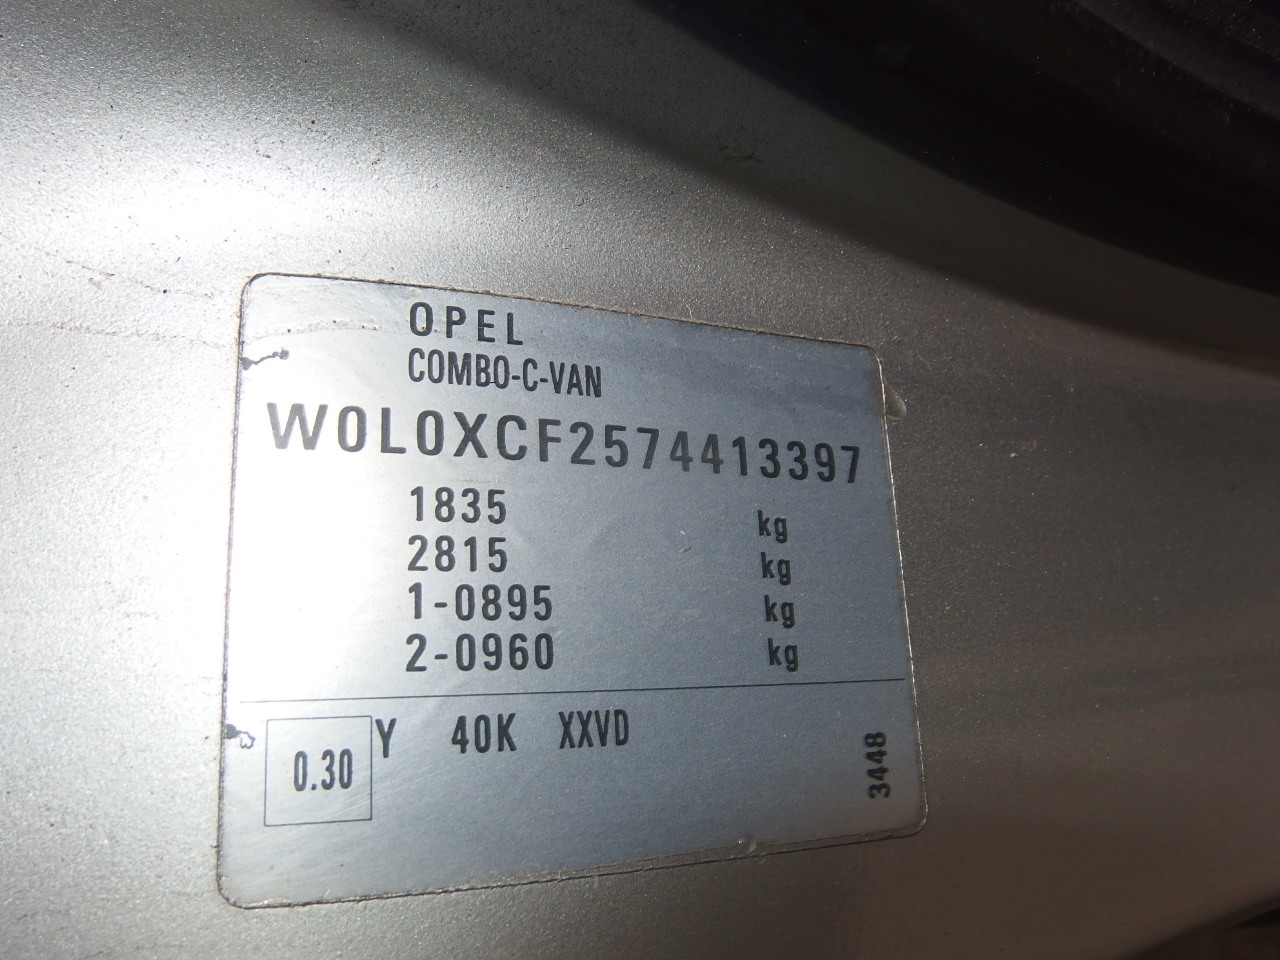 OPEL
COMBO-C-VAN
W0L0XCF2574413397
1835 kg
2815 kg
1-0895 kg
2-0960 kg
0.30 Y 40K XXVD
3448